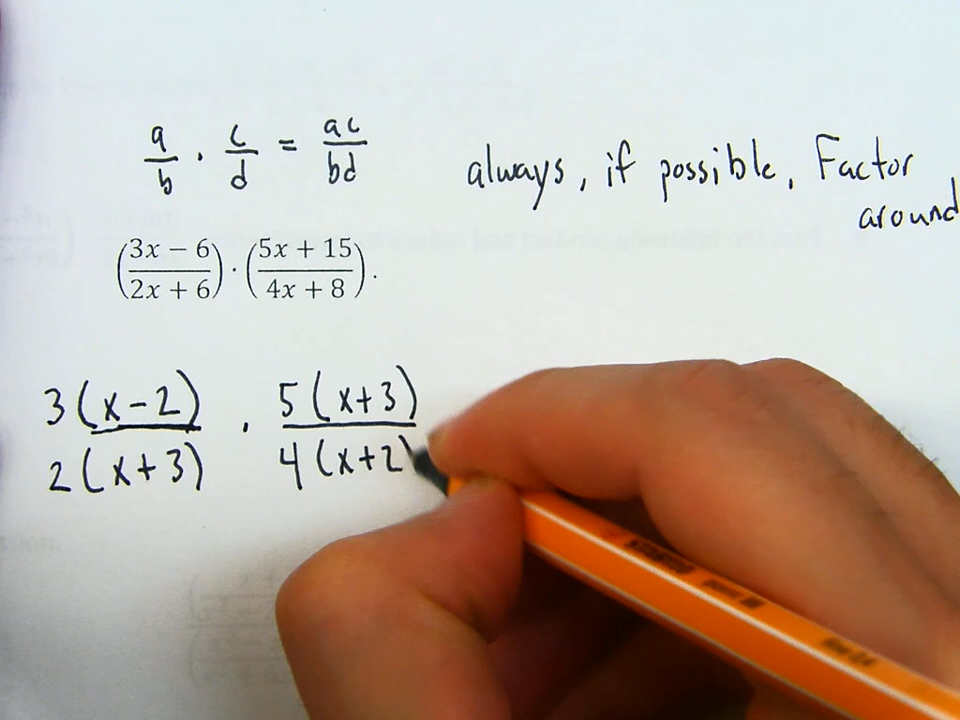 a/b · c/d = ac/bd
always, if possible, Factor
around
(3x − 6 / 2x + 6) · (5x + 15 / 4x + 8).
3(x-2) / 2(x+3) · 5(x+3) / 4(x+2)